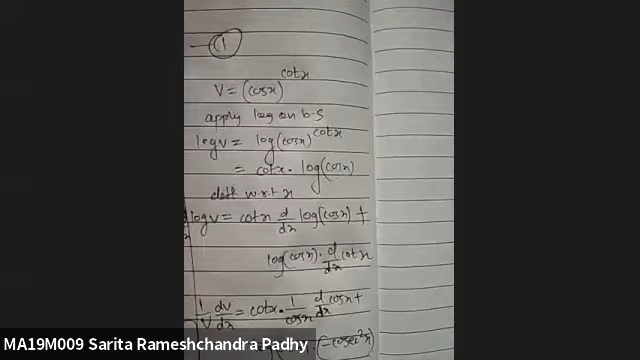 1
V = (cosx)^cotx
apply log on b-s
logv = log(cosx)^cotx
= cotx · log(cosx)
diff w.r.t x
logv = cotx d/dx log(cosx) +
log(cosx) · d/dx cotx
1/V dv/dx = cotx · 1/cosx d/dx cosx +
(-cosec²x)
MA19M009 Sarita Rameshchandra Padhy